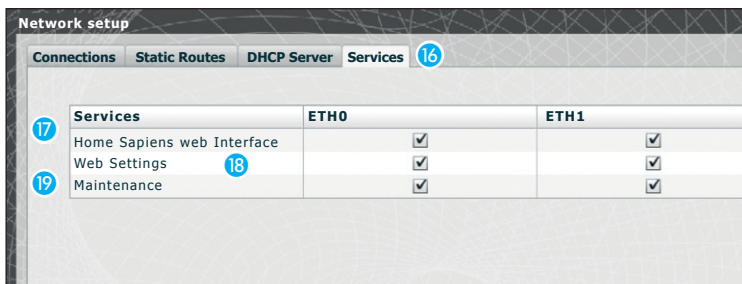 Network setup
Connections Static Routes DHCP Server Services 16
Services ETH0 ETH1
17
Home Sapiens web Interface
Web Settings 18
19 Maintenance